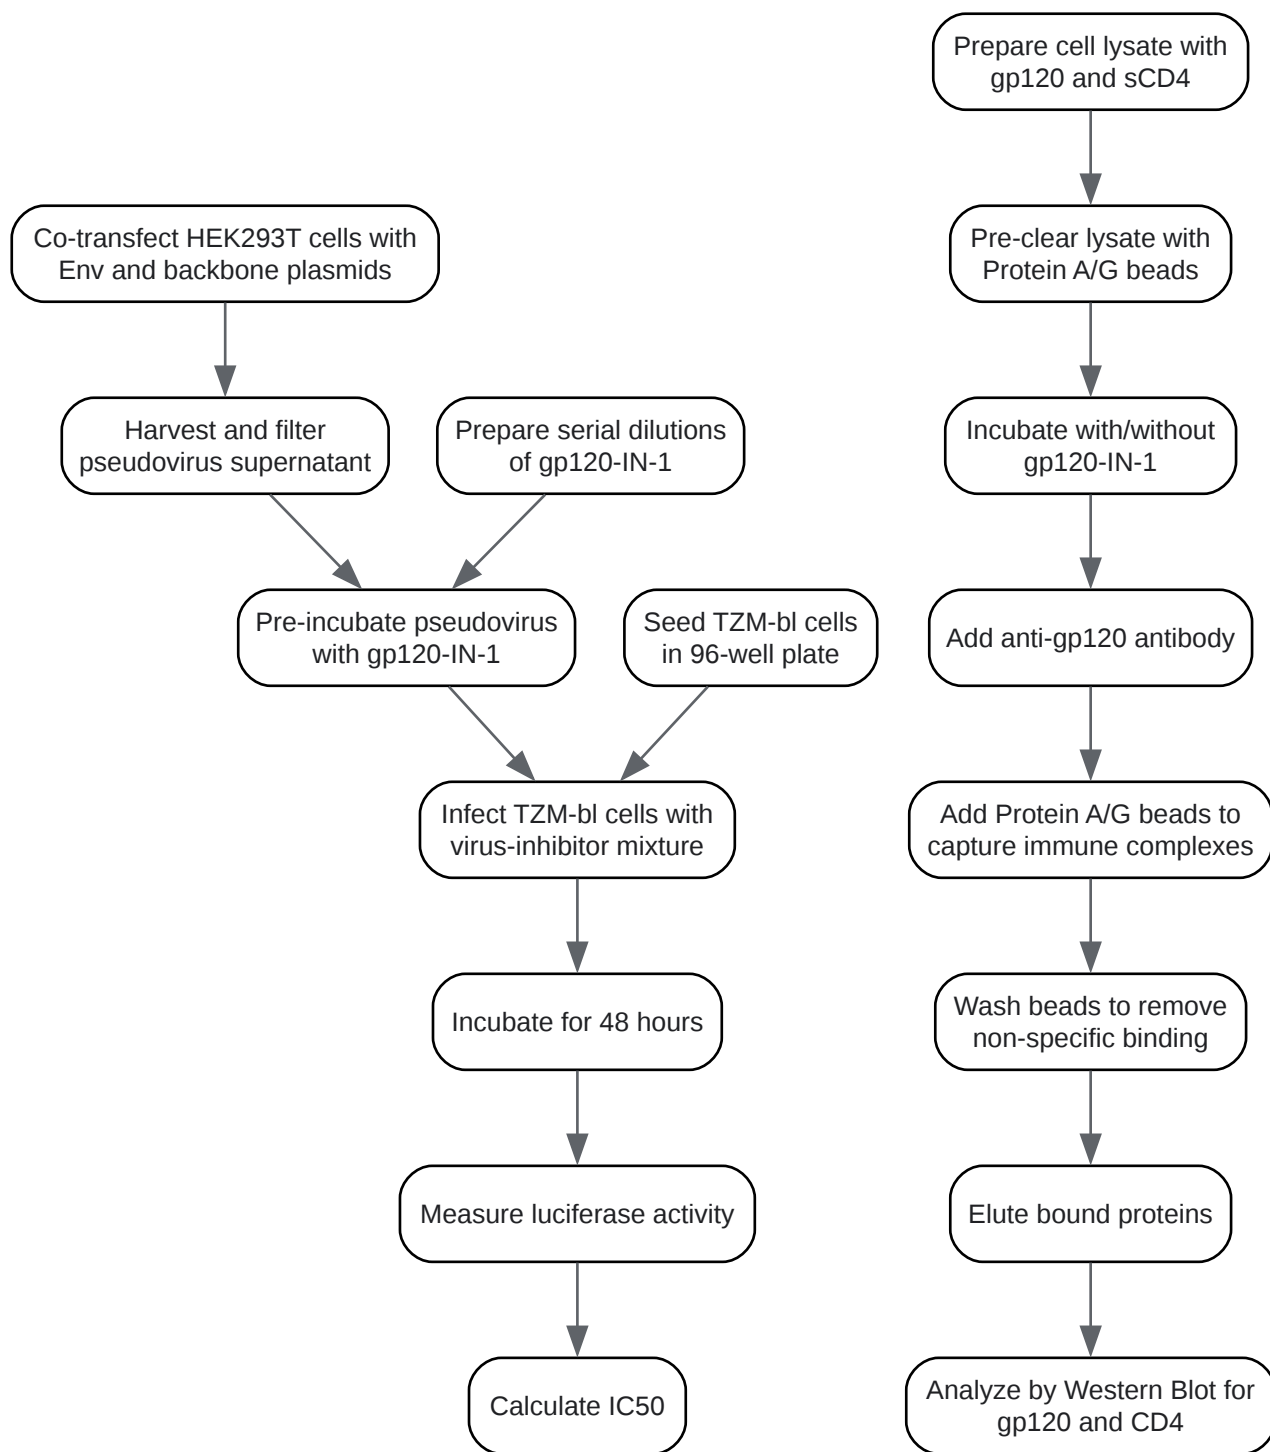 Co-transfect HEK293T cells with
Env and backbone plasmids
Harvest and filter
pseudovirus supernatant
Prepare serial dilutions
of gp120-IN-1
Pre-incubate pseudovirus
with gp120-IN-1
Seed TZM-bl cells
in 96-well plate
Infect TZM-bl cells with
virus-inhibitor mixture
Incubate for 48 hours
Measure luciferase activity
Calculate IC50
Prepare cell lysate with
gp120 and sCD4
Pre-clear lysate with
Protein A/G beads
Incubate with/without
gp120-IN-1
Add anti-gp120 antibody
Add Protein A/G beads to
capture immune complexes
Wash beads to remove
non-specific binding
Elute bound proteins
Analyze by Western Blot for
gp120 and CD4